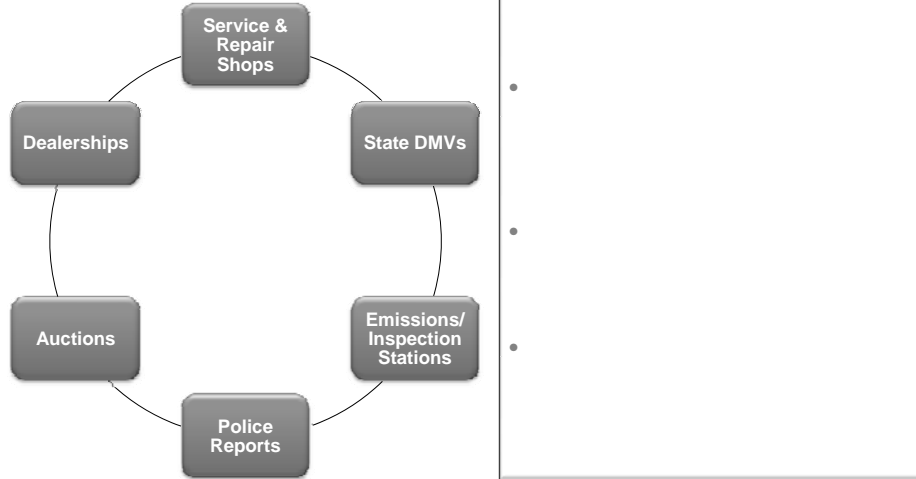 Service &
Repair
Shops
State DMVs
Emissions/
Inspection
Stations
Police
Reports
Auctions
Dealerships
•
•
•